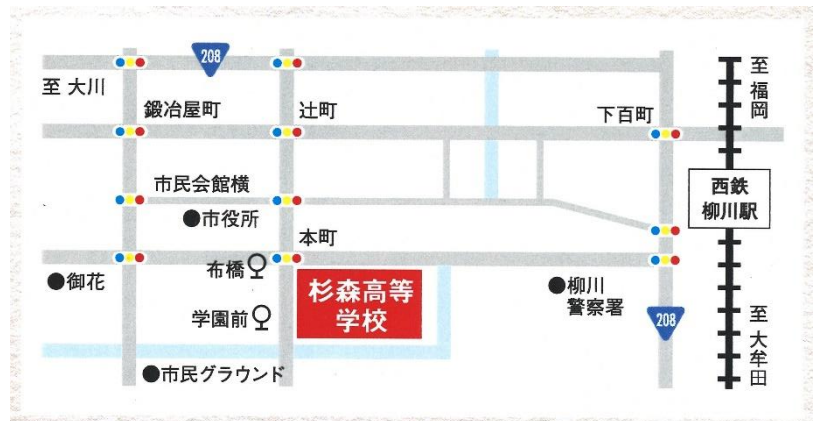 208
至 大川
至 福岡
鍛冶屋町
辻町
下百町
市民会館横
西鉄
柳川駅
●市役所
本町
布橋
●御花
杉森高等
学校
●柳川
警察署
学園前
208
至 大牟田
●市民グラウンド